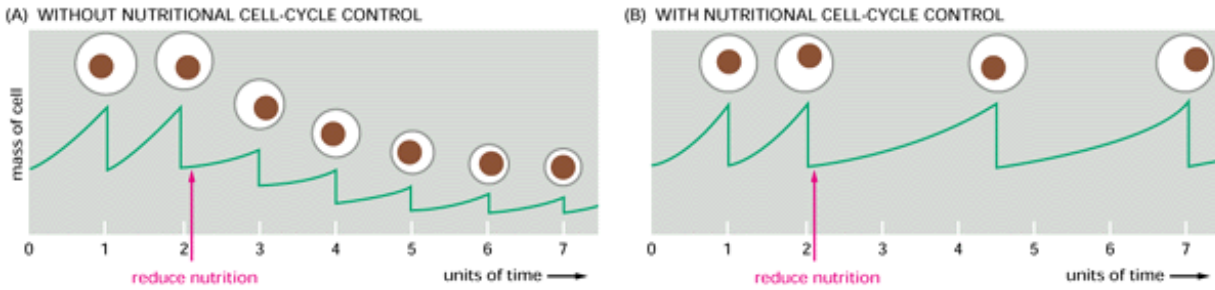 (A) WITHOUT NUTRITIONAL CELL-CYCLE CONTROL
mass of cell
0 1 2 3 4 5 6 7
reduce nutrition
units of time
(B) WITH NUTRITIONAL CELL-CYCLE CONTROL
0 1 2 3 4 5 6 7
reduce nutrition
units of time